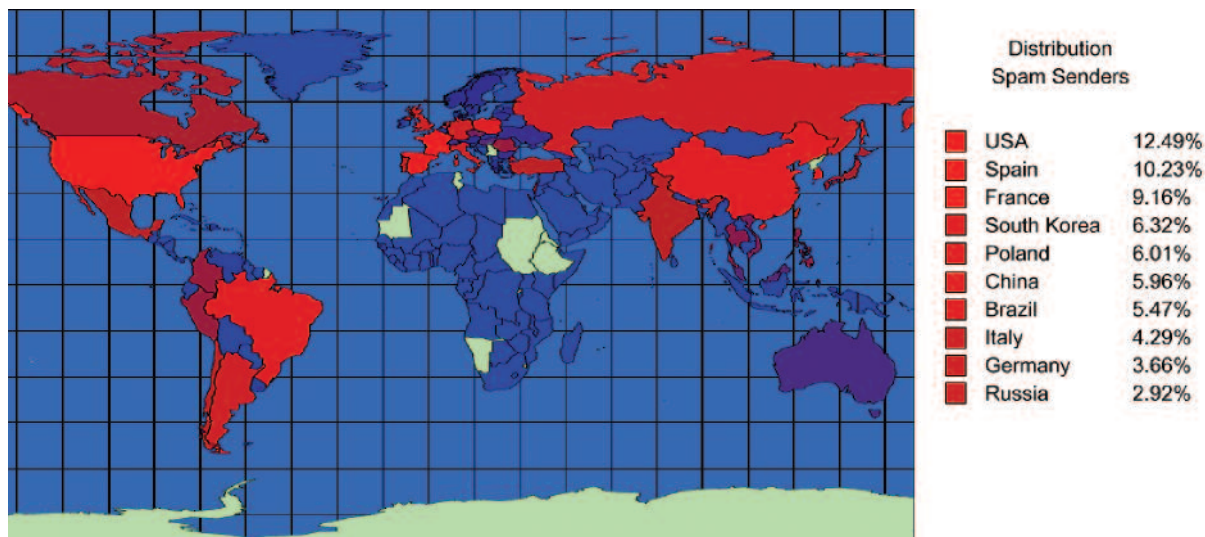 Distribution
Spam Senders
USA 12.49%
Spain 10.23%
France 9.16%
South Korea 6.32%
Poland 6.01%
China 5.96%
Brazil 5.47%
Italy 4.29%
Germany 3.66%
Russia 2.92%